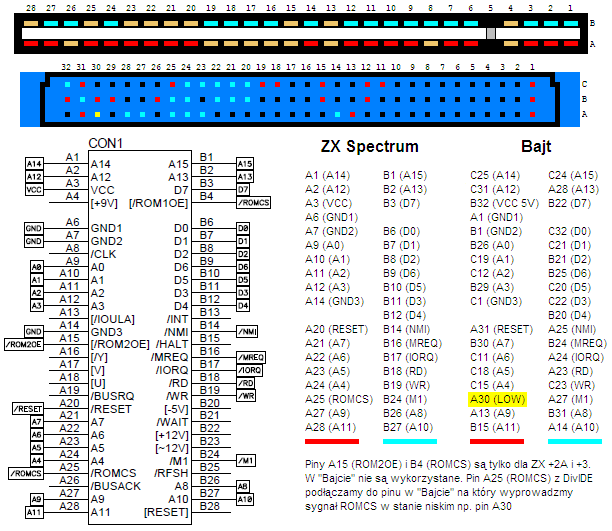 28 27 26 25 24 23 22 21 20 19 18 17 16 15 14 13 12 11 10 9 8 7 6 5 4 3 2 1
B
A
32 31 30 29 28 27 26 25 24 23 22 21 20 19 18 17 16 15 14 13 12 11 10 9 8 7 6 5 4 3 2 1
C
B
A
CON1
A14 A1 A14 A15 B1 A15
A12 A2 A12 A13 B2 A13
VCC A3 VCC D7 B3 D7
A4 [+9V] [/ROM1OE] B4 /ROMCS
GND A6 GND1 D0 B6 D0
GND A7 GND2 D1 B7 D1
A8 /CLK D2 B8 D2
A0 A9 A0 D6 B9 D6
A1 A10 A1 D5 B10 D5
A2 A11 A2 D3 B11 D3
A3 A12 A3 D4 B12 D4
A13 [/IOULA] /INT B13
GND A14 GND3 /NMI B14 /NMI
/ROM2OE A15 [/ROM2OE] /HALT B15
A16 [/Y] /MREQ B16 /MREQ
A17 [V] /IORQ B17 /IORQ
A18 [U] /RD B18 /RD
A19 /BUSRQ /WR B19 /WR
/RESET A20 /RESET [-5V] B20
A7 A21 A7 /WAIT B21
A6 A22 A6 [+12V] B22
A5 A23 A5 [~12V] B23
A4 A24 A4 /M1 B24 /M1
/ROMCS A25 /ROMCS /RFSH B25
A26 /BUSACK A8 B26 A8
A9 A27 A9 A10 B27 A10
A11 A28 A11 [RESET] B28
ZX Spectrum Bajt
A1 (A14) B1 (A15) C25 (A14) C24 (A15)
A2 (A12) B2 (A13) C31 (A12) A28 (A13)
A3 (VCC) B3 (D7) B32 (VCC 5V) B22 (D7)
A6 (GND1) A1 (GND)
A7 (GND2) B6 (D0) B1 (GND2) C32 (D0)
A9 (A0) B7 (D1) B26 (A0) C21 (D1)
A10 (A1) B8 (D2) C19 (A1) C22 (D2)
A11 (A2) B9 (D6) C12 (A2) B25 (D6)
A12 (A3) B10 (D5) B29 (A3) C20 (D5)
A14 (GND3) B11 (D3) C1 (GND) C23 (D3)
B12 (D4) B20 (D4)
A20 (RESET) B14 (NMI) A31 (RESET) A25 (NMI)
A21 (A7) B16 (MREQ) B30 (A7) B24 (MREQ)
A22 (A6) B17 (IORQ) C11 (A6) A24 (IORQ)
A23 (A5) B18 (RD) C18 (A5) A23 (RD)
A24 (A4) B19 (WR) C15 (A4) C23 (WR)
A25 (ROMCS) B24 (M1) A30 (LOW) A27 (M1)
A27 (A9) B26 (A8) A13 (A9) B31 (A8)
A28 (A11) B27 (A10) B15 (A11) A14 (A10)
Piny A15 (ROM2OE) i B4 (ROMCS) są tylko dla ZX +2A i +3.
W "Bajcie" nie są wykorzystane. Pin A25 (ROMCS) z DivIDE
podłączamy do pinu w "Bajcie" na który wyprowadzmy
sygnał ROMCS w stanie niskim np. pin A30